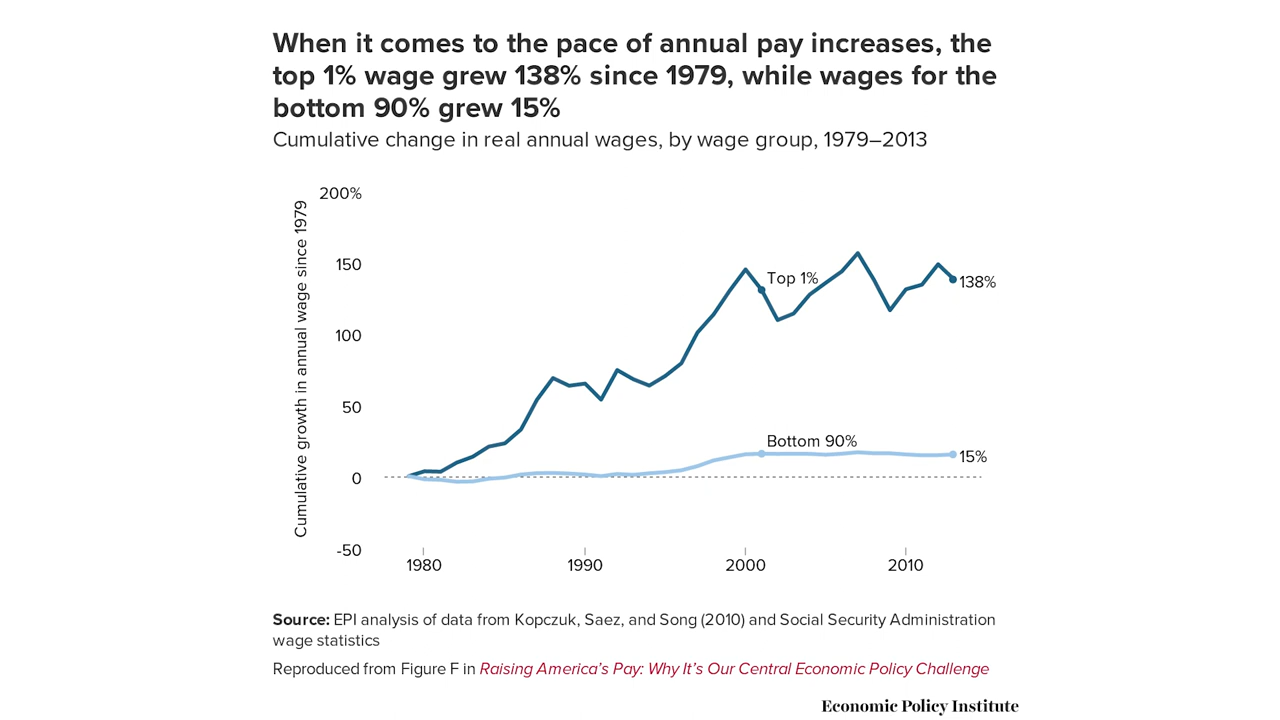 When it comes to the pace of annual pay increases, the
top 1% wage grew 138% since 1979, while wages for the
bottom 90% grew 15%
Cumulative change in real annual wages, by wage group, 1979–2013
Cumulative growth in annual wage since 1979
200%
150
100
50
0
-50
Top 1%
138%
Bottom 90%
15%
1980
1990
2000
2010
Source: EPI analysis of data from Kopczuk, Saez, and Song (2010) and Social Security Administration
wage statistics
Reproduced from Figure F in Raising America’s Pay: Why It’s Our Central Economic Policy Challenge
Economic Policy Institute